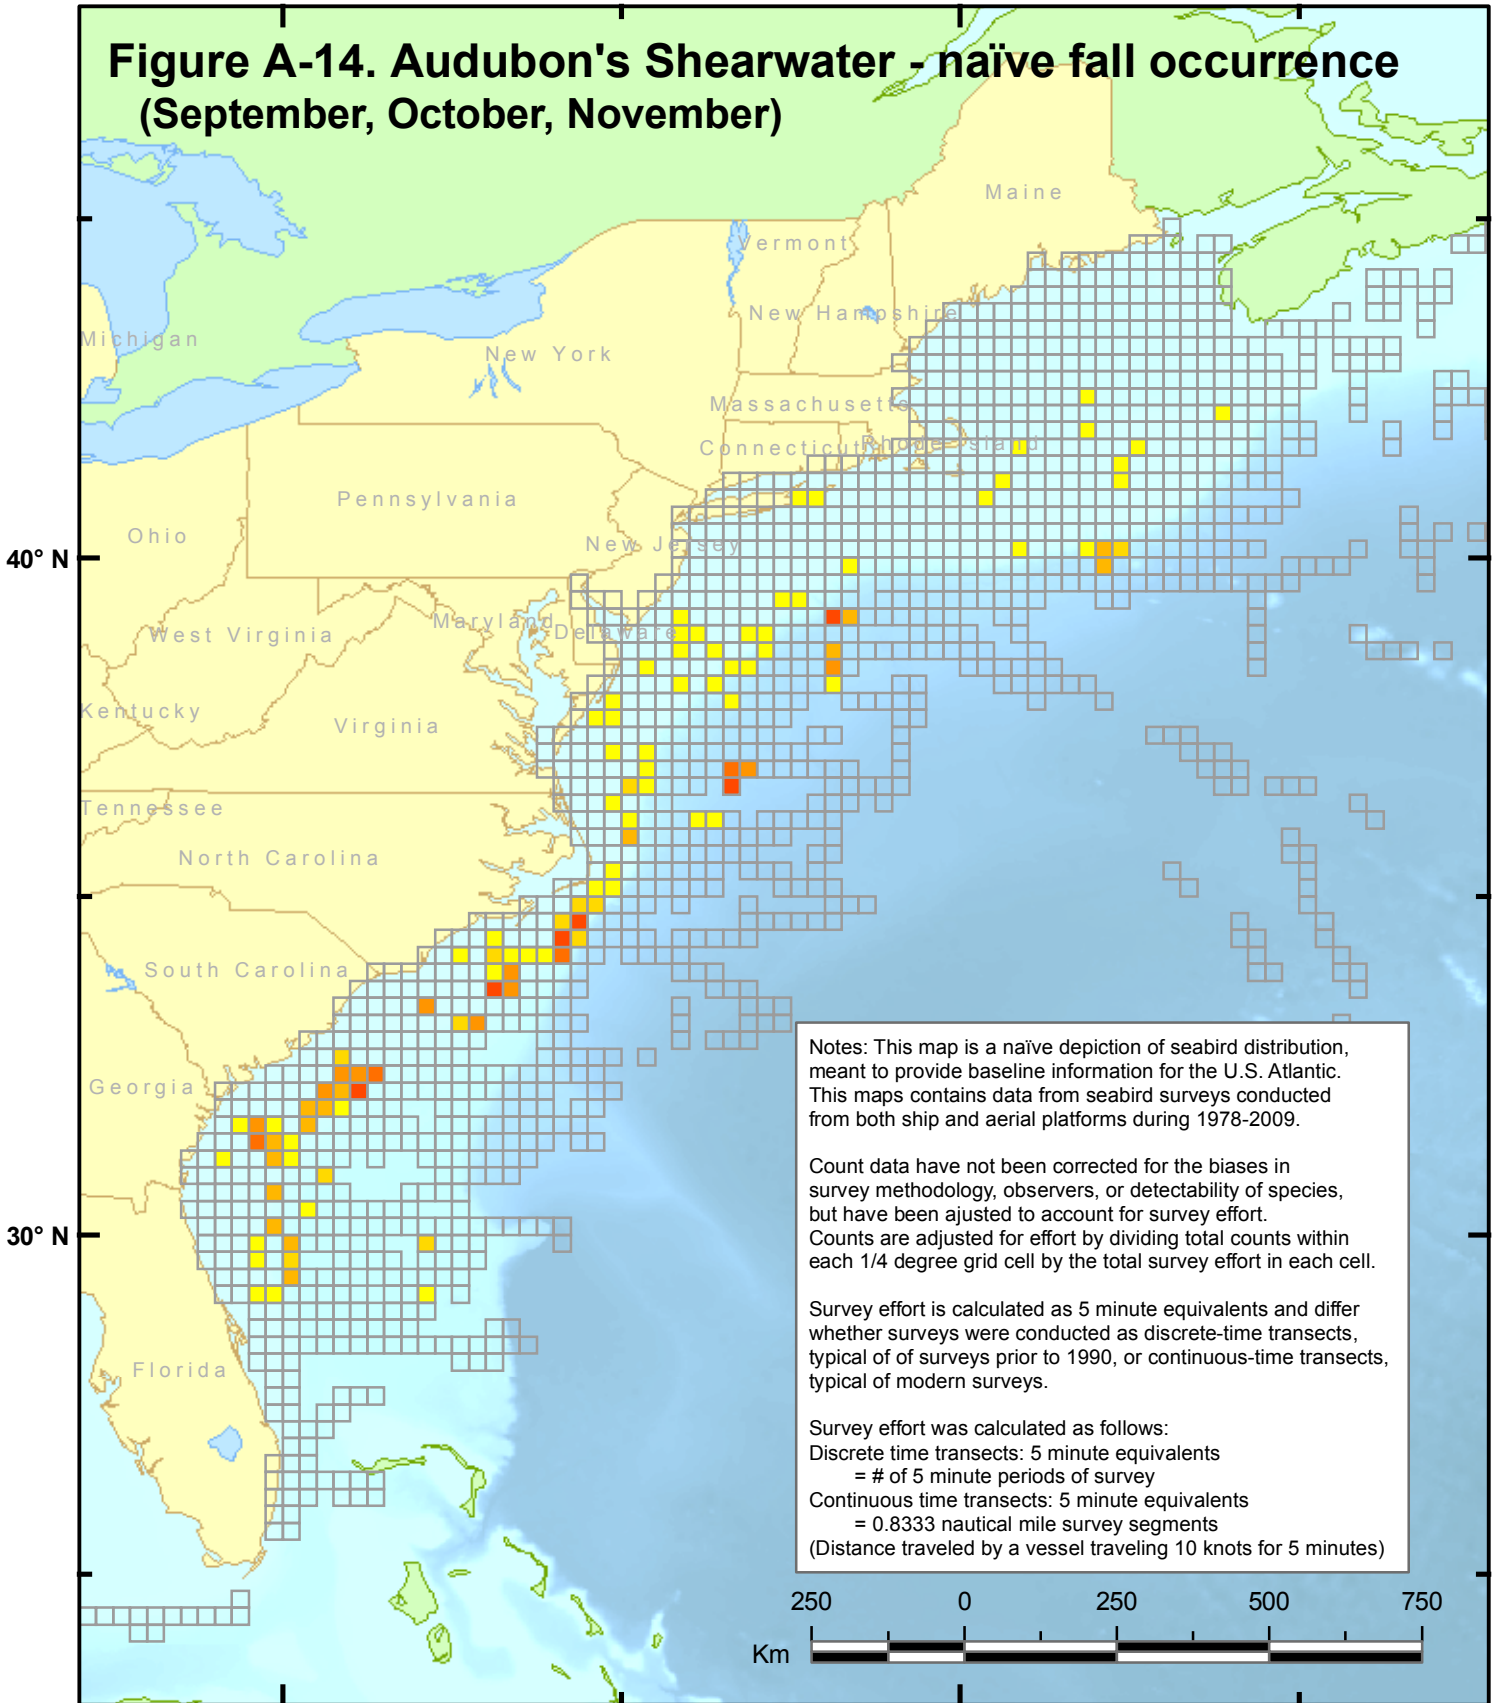 Figure A-14. Audubon's Shearwater - naïve fall occurrence
(September, October, November)
Maine
Vermont
New Hampshire
Michigan
New York
Massachusetts
Connecticut
Rhode Island
Pennsylvania
Ohio
New Jersey
40° N
Maryland
Delaware
West Virginia
Kentucky
Virginia
Tennessee
North Carolina
South Carolina
Georgia
30° N
Florida
Notes: This map is a naïve depiction of seabird distribution,
meant to provide baseline information for the U.S. Atlantic.
This maps contains data from seabird surveys conducted
from both ship and aerial platforms during 1978-2009.
Count data have not been corrected for the biases in
survey methodology, observers, or detectability of species,
but have been ajusted to account for survey effort.
Counts are adjusted for effort by dividing total counts within
each 1/4 degree grid cell by the total survey effort in each cell.
Survey effort is calculated as 5 minute equivalents and differ
whether surveys were conducted as discrete-time transects,
typical of of surveys prior to 1990, or continuous-time transects,
typical of modern surveys.
Survey effort was calculated as follows:
Discrete time transects: 5 minute equivalents
= # of 5 minute periods of survey
Continuous time transects: 5 minute equivalents
= 0.8333 nautical mile survey segments
(Distance traveled by a vessel traveling 10 knots for 5 minutes)
250 0 250 500 750
Km